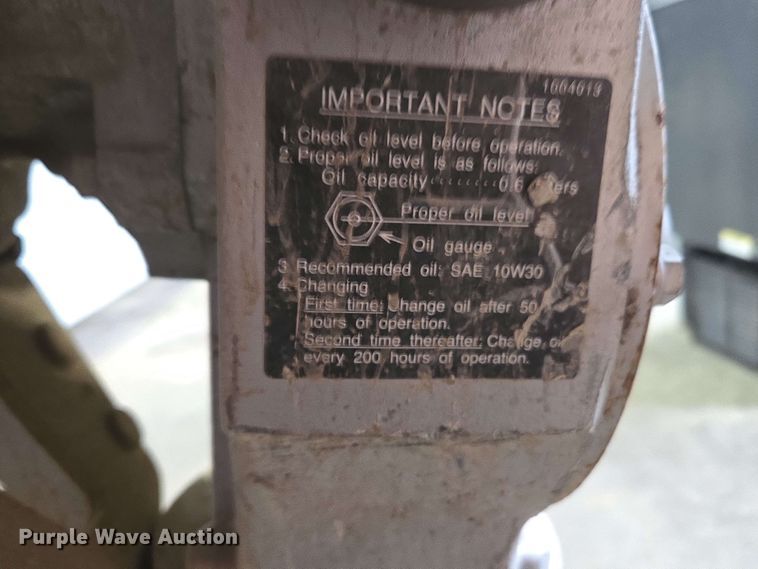 1664613
IMPORTANT NOTES
1. Check oil level before operation.
2. Proper oil level is as follows:
Oil capacity ········0.6
Proper oil level
Oil gauge
3. Recommended oil: SAE 10W30
4. Changing
First time: Change oil after 50
hours of operation.
Second time thereafter: Change
every 200 hours of operation.
Purple Wave Auction